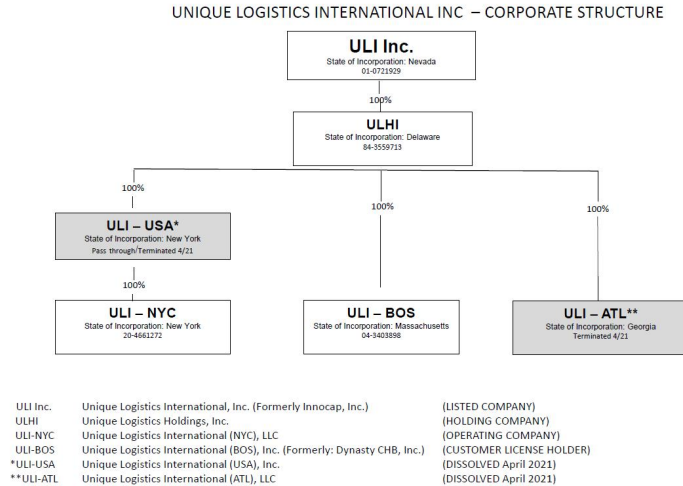 UNIQUE LOGISTICS INTERNATIONAL INC – CORPORATE STRUCTURE
ULI Inc.
State of Incorporation: Nevada
01-0721929
100%
ULHI
State of Incorporation: Delaware
84-3559713
100%
100%
100%
ULI – USA*
State of Incorporation: New York
Pass through/Terminated 4/21
100%
ULI – NYC
State of Incorporation: New York
20-4661272
ULI – BOS
State of Incorporation: Massachusetts
04-3403898
ULI – ATL**
State of Incorporation: Georgia
Terminated 4/21
ULI Inc. Unique Logistics International, Inc. (Formerly Innocap, Inc.) (LISTED COMPANY)
ULHI Unique Logistics Holdings, Inc. (HOLDING COMPANY)
ULI-NYC Unique Logistics International (NYC), LLC (OPERATING COMPANY)
ULI-BOS Unique Logistics International (BOS), Inc. (Formerly: Dynasty CHB, Inc.) (CUSTOMER LICENSE HOLDER)
*ULI-USA Unique Logistics International (USA), Inc. (DISSOLVED April 2021)
**ULI-ATL Unique Logistics International (ATL), LLC (DISSOLVED April 2021)